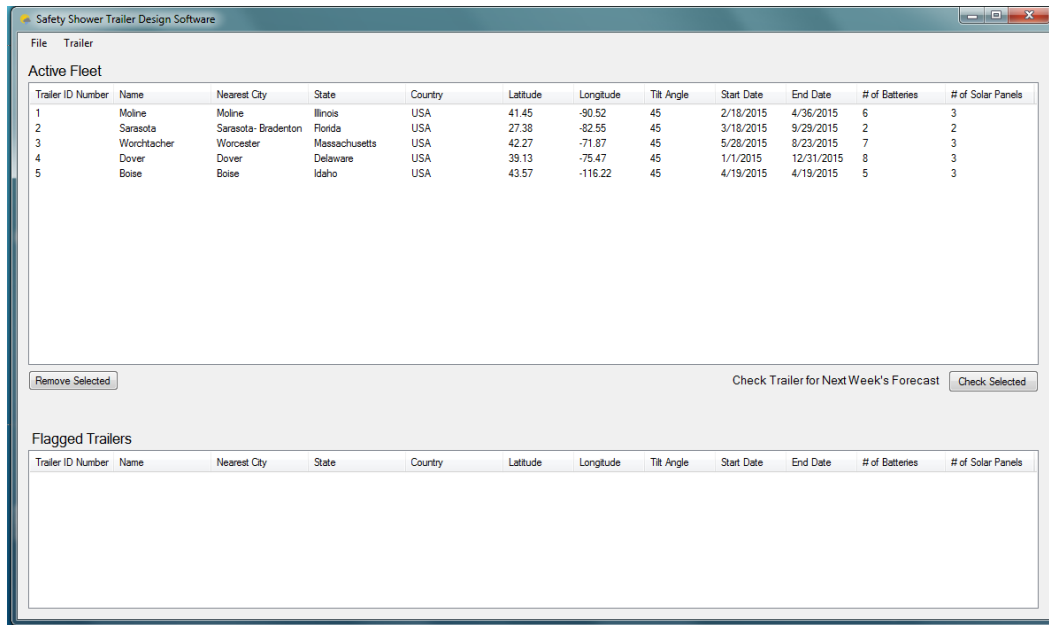 Safety Shower Trailer Design Software
File Trailer
Active Fleet
Trailer ID Number Name Nearest City State Country Latitude Longitude Tilt Angle Start Date End Date # of Batteries # of Solar Panels
1 Moline Moline Illinois USA 41.45 -90.52 45 2/18/2015 4/36/2015 6 3
2 Sarasota Sarasota- Bradenton Florida USA 27.38 -82.55 45 3/18/2015 9/29/2015 2 2
3 Worchtacher Worcester Massachusetts USA 42.27 -71.87 45 5/28/2015 8/23/2015 7 3
4 Dover Dover Delaware USA 39.13 -75.47 45 1/1/2015 12/31/2015 8 3
5 Boise Boise Idaho USA 43.57 -116.22 45 4/19/2015 4/19/2015 5 3
Remove Selected Check Trailer for Next Week's Forecast Check Selected
Flagged Trailers
Trailer ID Number Name Nearest City State Country Latitude Longitude Tilt Angle Start Date End Date # of Batteries # of Solar Panels